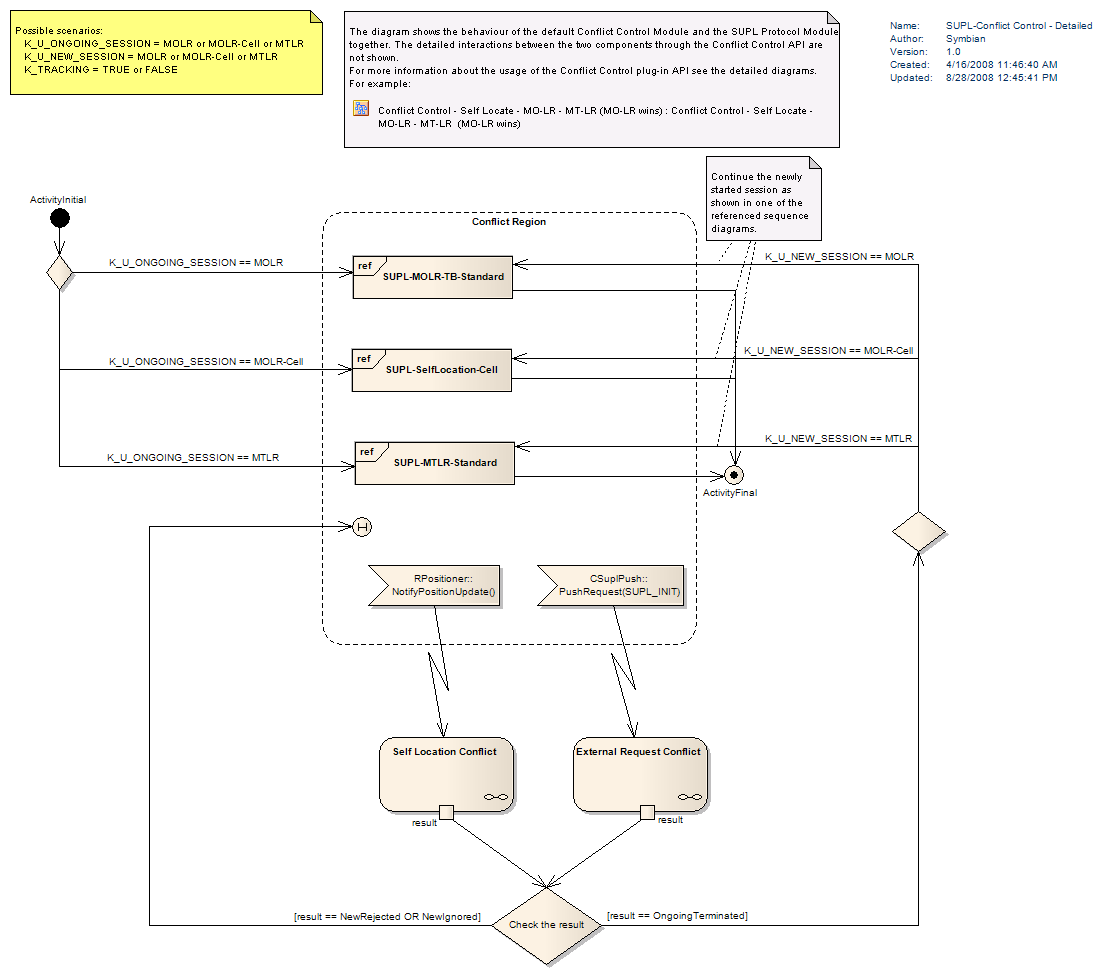 Possible scenarios:
K_U_ONGOING_SESSION = MOLR or MOLR-Cell or MTLR
K_U_NEW_SESSION = MOLR or MOLR-Cell or MTLR
K_TRACKING = TRUE or FALSE
The diagram shows the behaviour of the default Conflict Control Module and the SUPL Protocol Module
together. The detailed interactions between the two components through the Conflict Control API are
not shown.
For more information about the usage of the Conflict Control plug-in API see the detailed diagrams.
For example:
Conflict Control - Self Locate - MO-LR - MT-LR (MO-LR wins) : Conflict Control - Self Locate -
MO-LR - MT-LR (MO-LR wins)
Name: SUPL-Conflict Control - Detailed
Author: Symbian
Version: 1.0
Created: 4/16/2008 11:46:40 AM
Updated: 8/28/2008 12:45:41 PM
Continue the newly
started session as
shown in one of the
referenced sequence
diagrams.
ActivityInitial
Conflict Region
K_U_ONGOING_SESSION == MOLR
ref
SUPL-MOLR-TB-Standard
K_U_NEW_SESSION == MOLR
K_U_ONGOING_SESSION == MOLR-Cell
ref
SUPL-SelfLocation-Cell
K_U_NEW_SESSION == MOLR-Cell
K_U_ONGOING_SESSION == MTLR
ref
SUPL-MTLR-Standard
K_U_NEW_SESSION == MTLR
ActivityFinal
H
RPositioner::
NotifyPositionUpdate()
CSuplPush::
PushRequest(SUPL_INIT)
Self Location Conflict
External Request Conflict
result
result
[result == NewRejected OR NewIgnored]
Check the result
[result == OngoingTerminated]